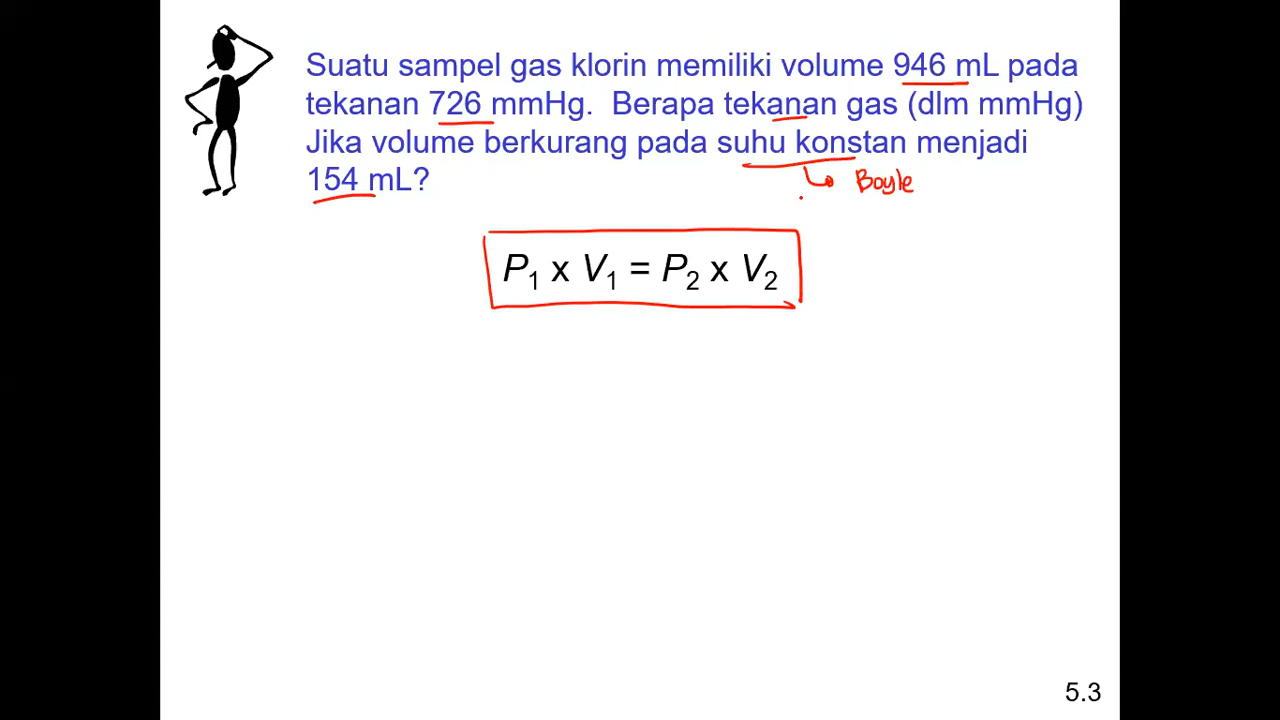 Suatu sampel gas klorin memiliki volume 946 mL pada
tekanan 726 mmHg. Berapa tekanan gas (dlm mmHg)
Jika volume berkurang pada suhu konstan menjadi
154 mL?
Boyle
P₁ x V₁ = P₂ x V₂
5.3